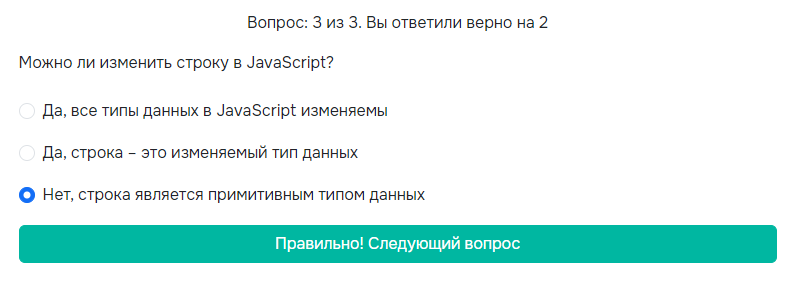 Вопрос: 3 из 3. Вы ответили верно на 2
Можно ли изменить строку в JavaScript?
Да, все типы данных в JavaScript изменяемы
Да, строка – это изменяемый тип данных
Нет, строка является примитивным типом данных
Правильно! Следующий вопрос